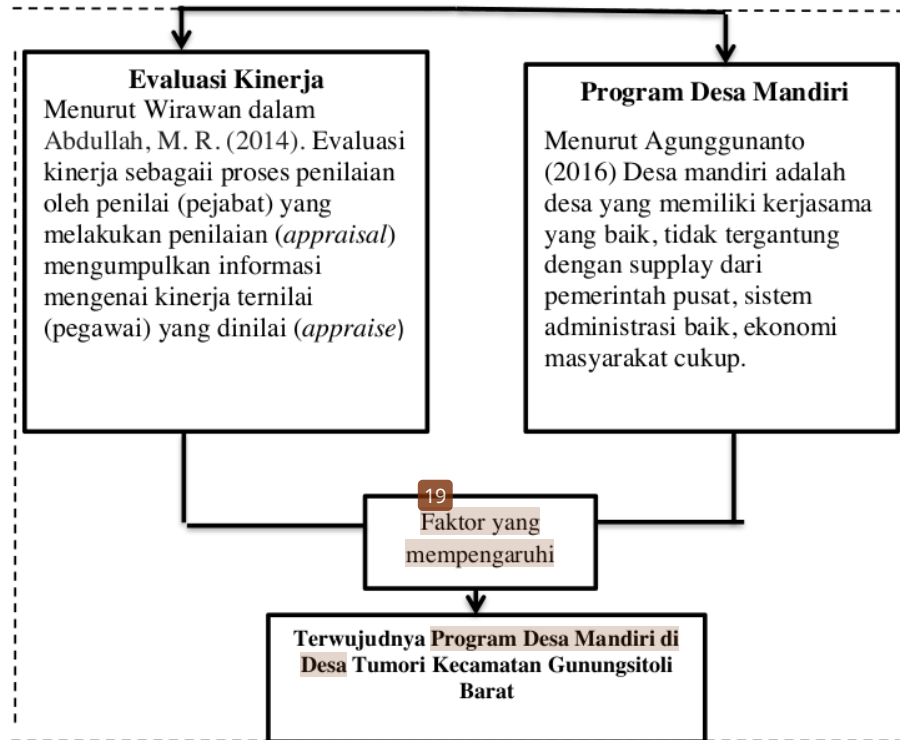 Evaluasi Kinerja
Menurut Wirawan dalam
Abdullah, M. R. (2014). Evaluasi
kinerja sebagaii proses penilaian
oleh penilai (pejabat) yang
melakukan penilaian (appraisal)
mengumpulkan informasi
mengenai kinerja ternilai
(pegawai) yang dinilai (appraise)
Program Desa Mandiri
Menurut Agunggunanto
(2016) Desa mandiri adalah
desa yang memiliki kerjasama
yang baik, tidak tergantung
dengan supplay dari
pemerintah pusat, sistem
administrasi baik, ekonomi
masyarakat cukup.
19
Faktor yang
mempengaruhi
Terwujudnya Program Desa Mandiri di
Desa Tumori Kecamatan Gunungsitoli
Barat